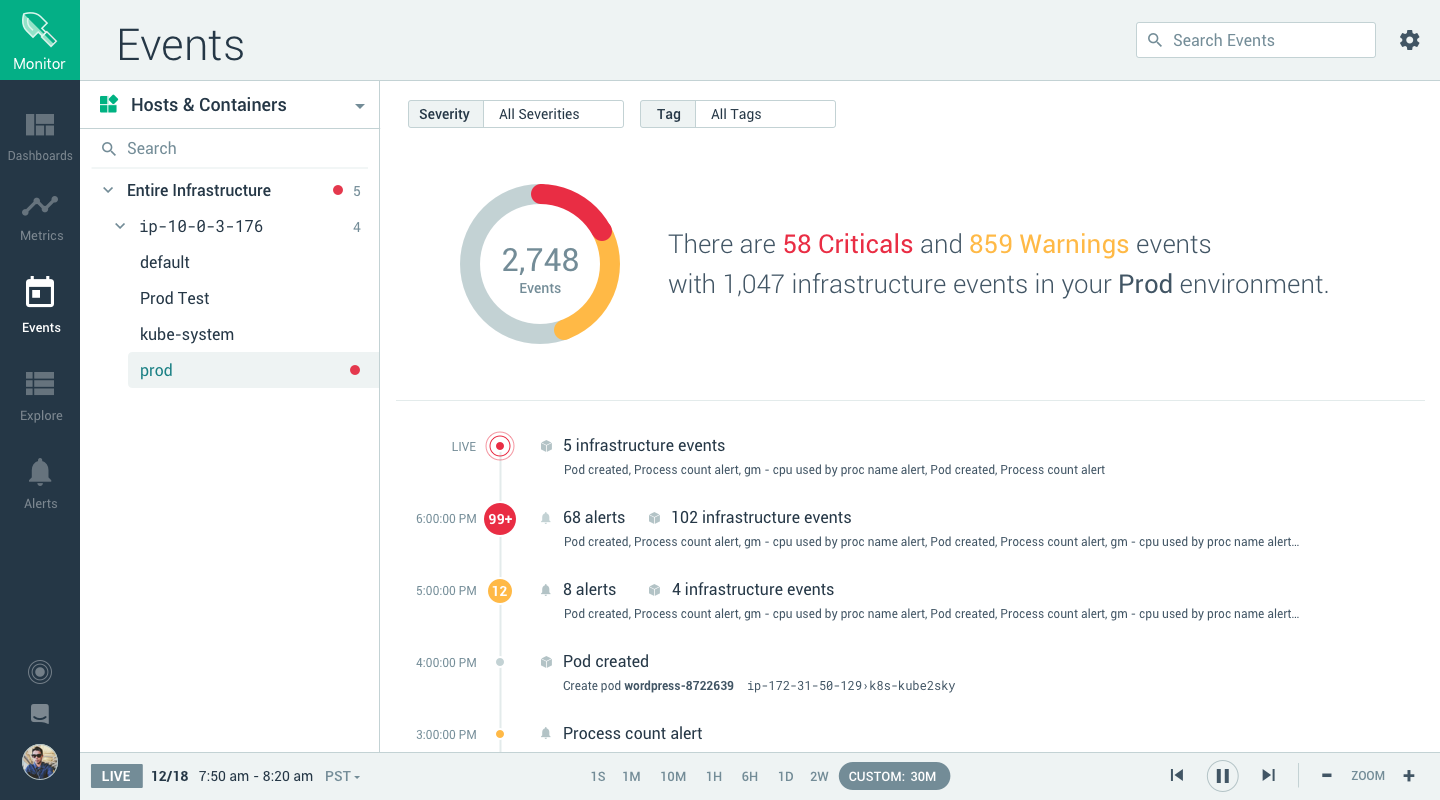 Monitor
Events
Search Events
Dashboards
Metrics
Events
Explore
Alerts
Hosts & Containers
Search
Entire Infrastructure 5
ip-10-0-3-176 4
default
Prod Test
kube-system
prod
Severity All Severities Tag All Tags
2,748
Events
There are 58 Criticals and 859 Warnings events
with 1,047 infrastructure events in your Prod environment.
LIVE 5 infrastructure events
Pod created, Process count alert, gm - cpu used by proc name alert, Pod created, Process count alert
6:00:00 PM 99+ 68 alerts 102 infrastructure events
Pod created, Process count alert, gm - cpu used by proc name alert, Pod created, Process count alert, gm - cpu used by proc name alert...
5:00:00 PM 12 8 alerts 4 infrastructure events
Pod created, Process count alert, gm - cpu used by proc name alert, Pod created, Process count alert, gm - cpu used by proc name alert...
4:00:00 PM Pod created
Create pod wordpress-8722639 ip-172-31-50-129›k8s-kube2sky
3:00:00 PM Process count alert
LIVE 12/18 7:50 am - 8:20 am PST 1S 1M 10M 1H 6H 1D 2W CUSTOM: 30M - ZOOM +